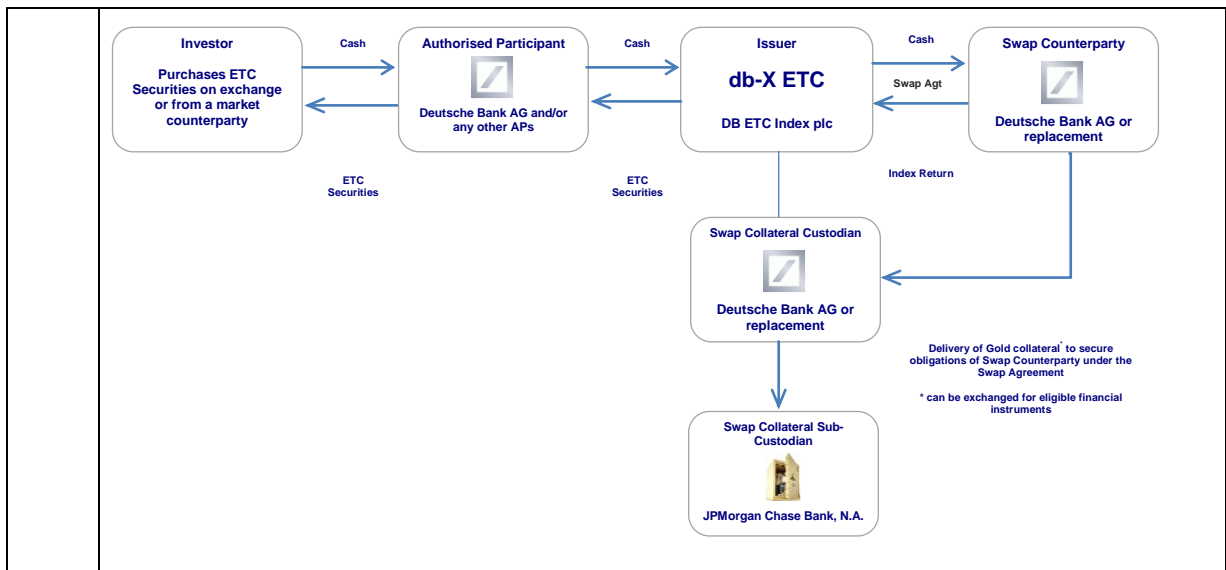 Investor
Purchases ETC
Securities on exchange
or from a market
counterparty
Cash
Authorised Participant
Deutsche Bank AG and/or
any other APs
Cash
Issuer
db-X ETC
DB ETC Index plc
Cash
Swap Agt
Swap Counterparty
Deutsche Bank AG or
replacement
ETC
Securities
ETC
Securities
Index Return
Swap Collateral Custodian
Deutsche Bank AG or
replacement
Delivery of Gold collateral* to secure
obligations of Swap Counterparty under the
Swap Agreement
* can be exchanged for eligible financial
instruments
Swap Collateral Sub-
Custodian
JPMorgan Chase Bank, N.A.